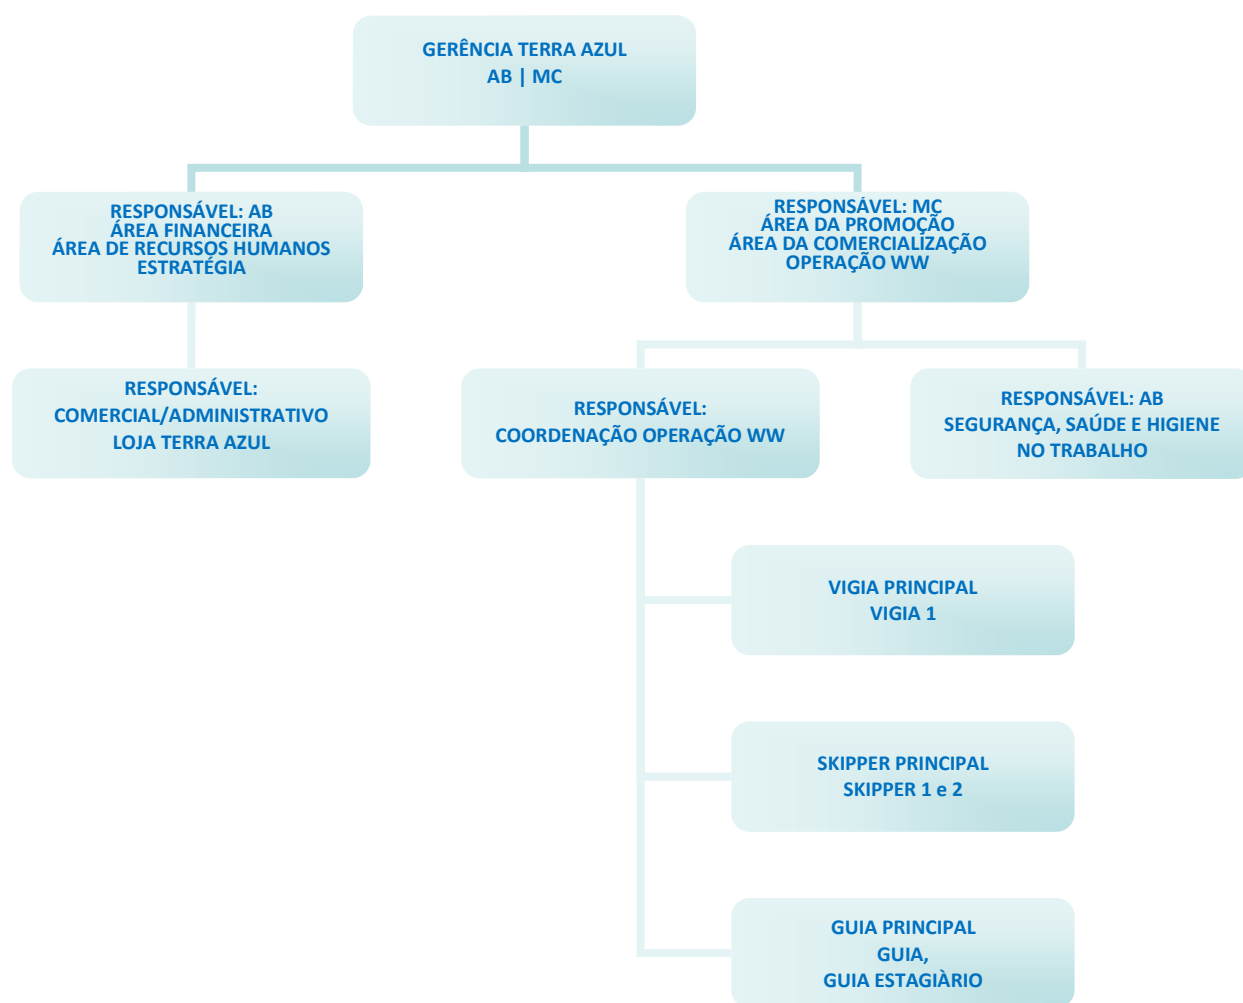 GERÊNCIA TERRA AZUL
AB | MC
RESPONSÁVEL: AB
ÁREA FINANCEIRA
ÁREA DE RECURSOS HUMANOS
ESTRATÉGIA
RESPONSÁVEL: MC
ÁREA DA PROMOÇÃO
ÁREA DA COMERCIALIZAÇÃO
OPERAÇÃO WW
RESPONSÁVEL:
COMERCIAL/ADMINISTRATIVO
LOJA TERRA AZUL
RESPONSÁVEL:
COORDENAÇÃO OPERAÇÃO WW
RESPONSÁVEL: AB
SEGURANÇA, SAÚDE E HIGIENE
NO TRABALHO
VIGIA PRINCIPAL
VIGIA 1
SKIPPER PRINCIPAL
SKIPPER 1 e 2
GUIA PRINCIPAL
GUIA,
GUIA ESTAGIÀRIO